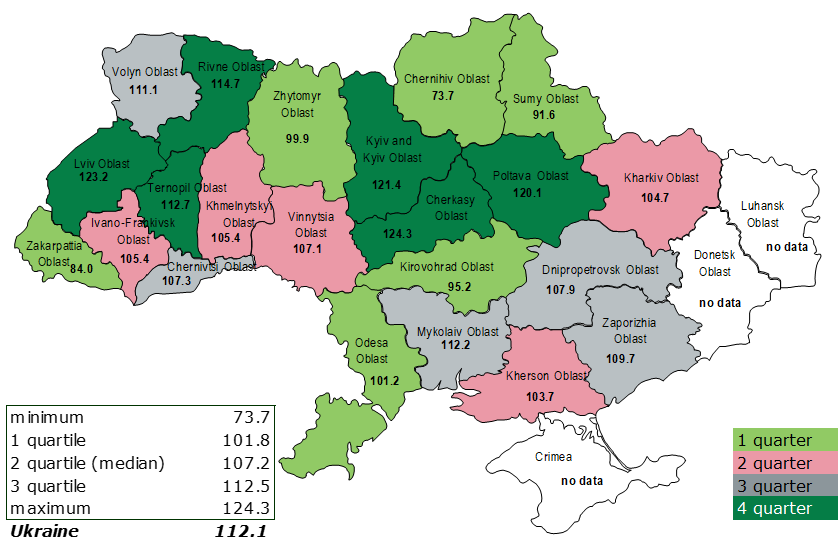 Volyn Oblast
111.1
Rivne Oblast
114.7
Zhytomyr
Oblast
99.9
Chernihiv Oblast
73.7
Sumy Oblast
91.6
Kyiv and
Kyiv Oblast
121.4
Lviv Oblast
123.2
Ternopil Oblast
112.7
Khmelnytskyi
Oblast
105.4
Vinnytsia
Oblast
107.1
Cherkasy
Oblast
124.3
Poltava Oblast
120.1
Kharkiv Oblast
104.7
Luhansk
Oblast
no data
Ivano-Frankivsk
Oblast
105.4
Zakarpattia
Oblast
84.0
Chernivtsi Oblast
107.3
Kirovohrad Oblast
95.2
Dnipropetrovsk Oblast
107.9
Donetsk
Oblast
no data
Zaporizhia
Oblast
109.7
Mykolaiv Oblast
112.2
Odesa
Oblast
101.2
Kherson Oblast
103.7
Crimea
no data
minimum 73.7
1 quartile 101.8
2 quartile (median) 107.2
3 quartile 112.5
maximum 124.3
Ukraine 112.1
1 quarter
2 quarter
3 quarter
4 quarter